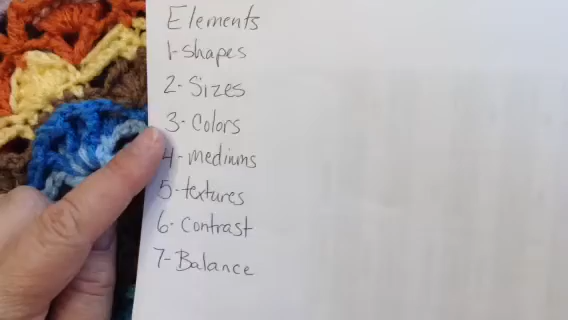 Elements
1-Shapes
2-Sizes
3-Colors
4-mediums
5-textures
6-Contrast
7-Balance